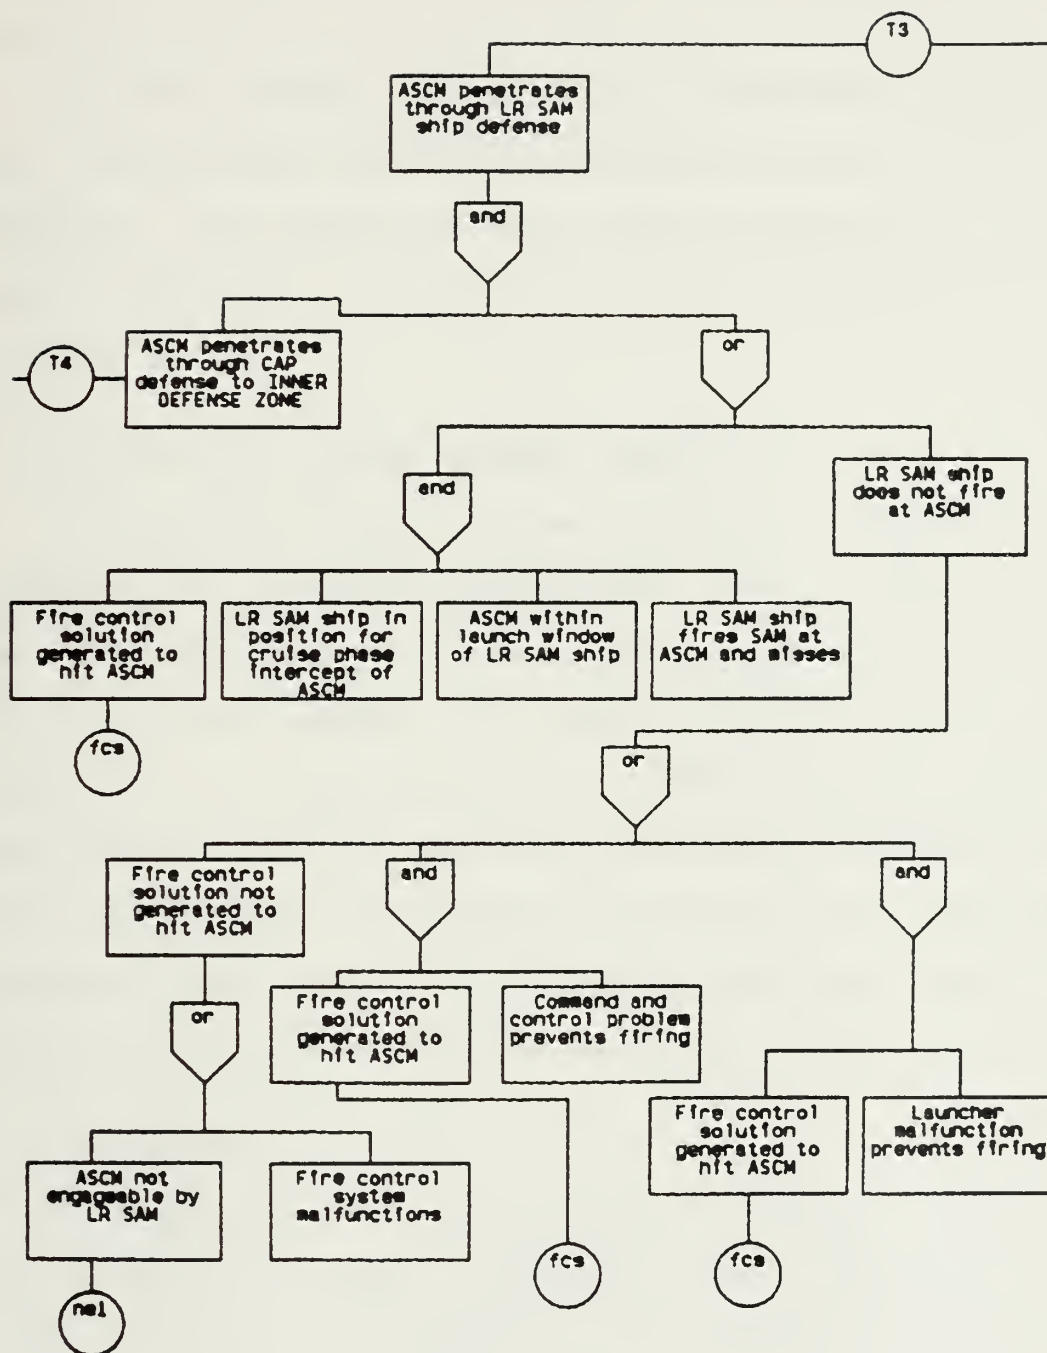 T3
ASCM penetrates
through LR SAM
ship defense
and
T4
ASCM penetrates
through CAP
defense to INNER
DEFENSE ZONE
or
and
LR SAM ship
does not fire
at ASCM
Fire control
solution
generated to
hit ASCM
LR SAM ship in
position for
cruise phase
intercept of
ASCM
ASCM within
launch window
of LR SAM ship
LR SAM ship
fires SAM at
ASCM and misses
fcs
or
Fire control
solution not
generated to
hit ASCM
and
and
or
Fire control
solution
generated to
hit ASCM
Command and
control problem
prevents firing
Fire control
solution
generated to
hit ASCM
Launcher
malfunction
prevents firing
ASCM not
engageable by
LR SAM
Fire control
system
malfunctions
fcs
fcs
nel